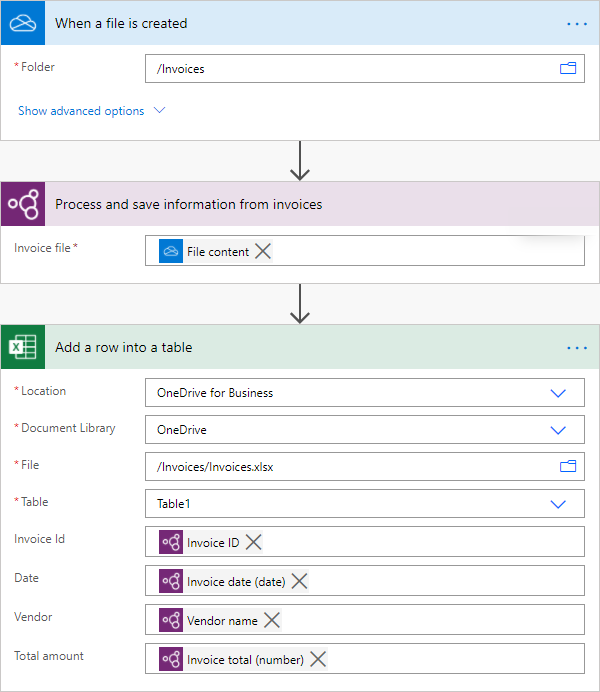 When a file is created
* Folder /Invoices
Show advanced options
Process and save information from invoices
Invoice file * File content
Add a row into a table
* Location OneDrive for Business
* Document Library OneDrive
* File /Invoices/Invoices.xlsx
* Table Table1
Invoice Id Invoice ID
Date Invoice date (date)
Vendor Vendor name
Total amount Invoice total (number)